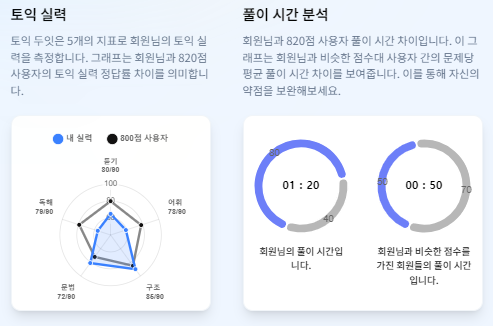 토익 실력
토익 두잇은 5개의 지표로 회원님의 토익 실
력을 측정합니다. 그래프는 회원님과 820점
사용자의 토익 실력 정답률 차이를 의미합니
다.
내 실력
800점 사용자
듣기
80/90
100
어휘
78/90
구조
85/90
문법
72/90
독해
79/90
풀이 시간 분석
회원님과 820점 사용자 풀이 시간 차이입니다. 이 그
래프는 회원님과 비슷한 점수대 사용자 간의 문제당
평균 풀이 시간 차이를 보여줍니다. 이를 통해 자신의
약점을 보완해보세요.
80
01 : 20
40
회원님의 풀이 시간입
니다.
50
00 : 50
70
회원님과 비슷한 점수를
가진 회원들의 풀이 시간
입니다.